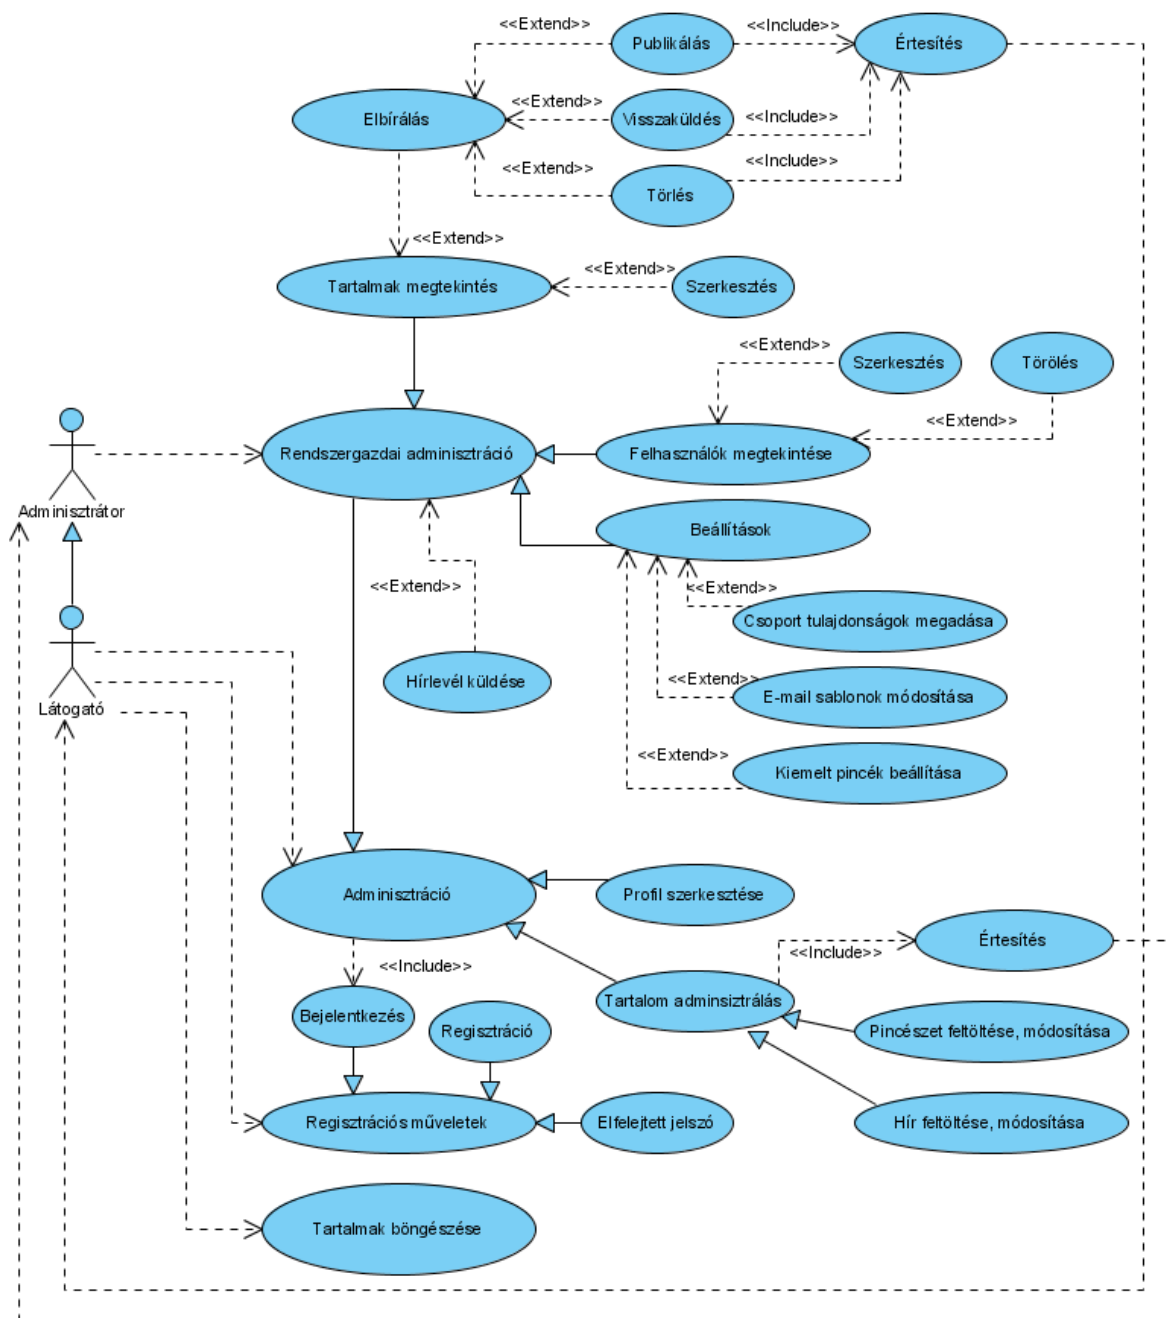 <<Extend>>
Publikálás
<<Include>>
Értesítés
Elbírálás
<<Extend>>
Visszaküldés
<<Include>>
<<Extend>>
Törlés
<<Include>>
<<Extend>>
Tartalmak megtekintés
<<Extend>>
Szerkesztés
<<Extend>>
Szerkesztés
Törölés
<<Extend>>
Rendszergazdai adminisztráció
Felhasználók megtekintése
Adminisztrátor
Beállítások
<<Extend>>
<<Extend>>
Csoport tulajdonságok megadása
Hírlevél küldése
<<Extend>>
E-mail sablonok módosítása
Látogató
<<Extend>>
Kiemelt pincék beállítása
Adminisztráció
Profil szerkesztése
<<Include>>
<<Include>>
Értesítés
Tartalom adminsiztrálás
Bejelentkezés
Regisztráció
Pincészet feltöltése, módosítása
Regisztrációs műveletek
Elfelejtett jelszó
Hír feltöltése, módosítása
Tartalmak böngészése